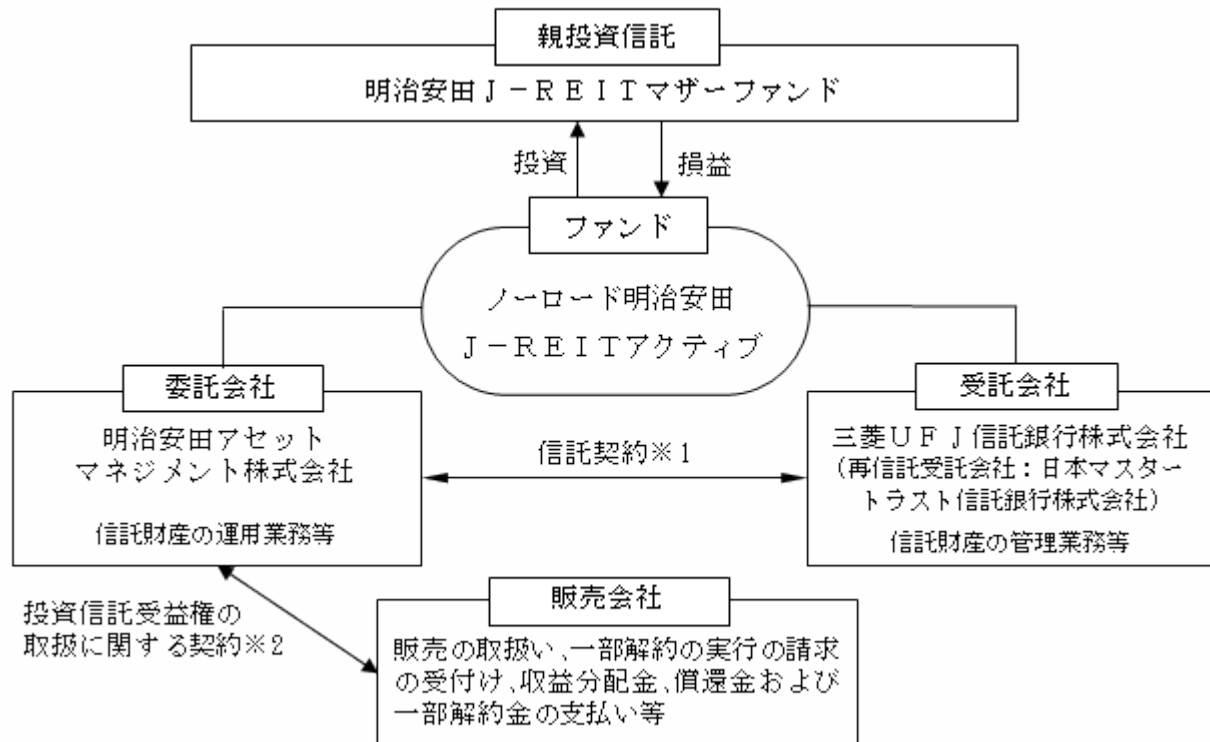 親投資信託
明治安田J-REITマザーファンド
投資
損益
ファンド
ノーロード明治安田
J-REITアクティブ
委託会社
明治安田アセット
マネジメント株式会社
信託財産の運用業務等
信託契約※1
受託会社
三菱UFJ信託銀行株式会社
(再信託受託会社:日本マスター
トラスト信託銀行株式会社)
信託財産の管理業務等
投資信託受益権の
取扱に関する契約※2
販売会社
販売の取扱い、一部解約の実行の請求
の受付け、収益分配金、償還金および
一部解約金の支払い等